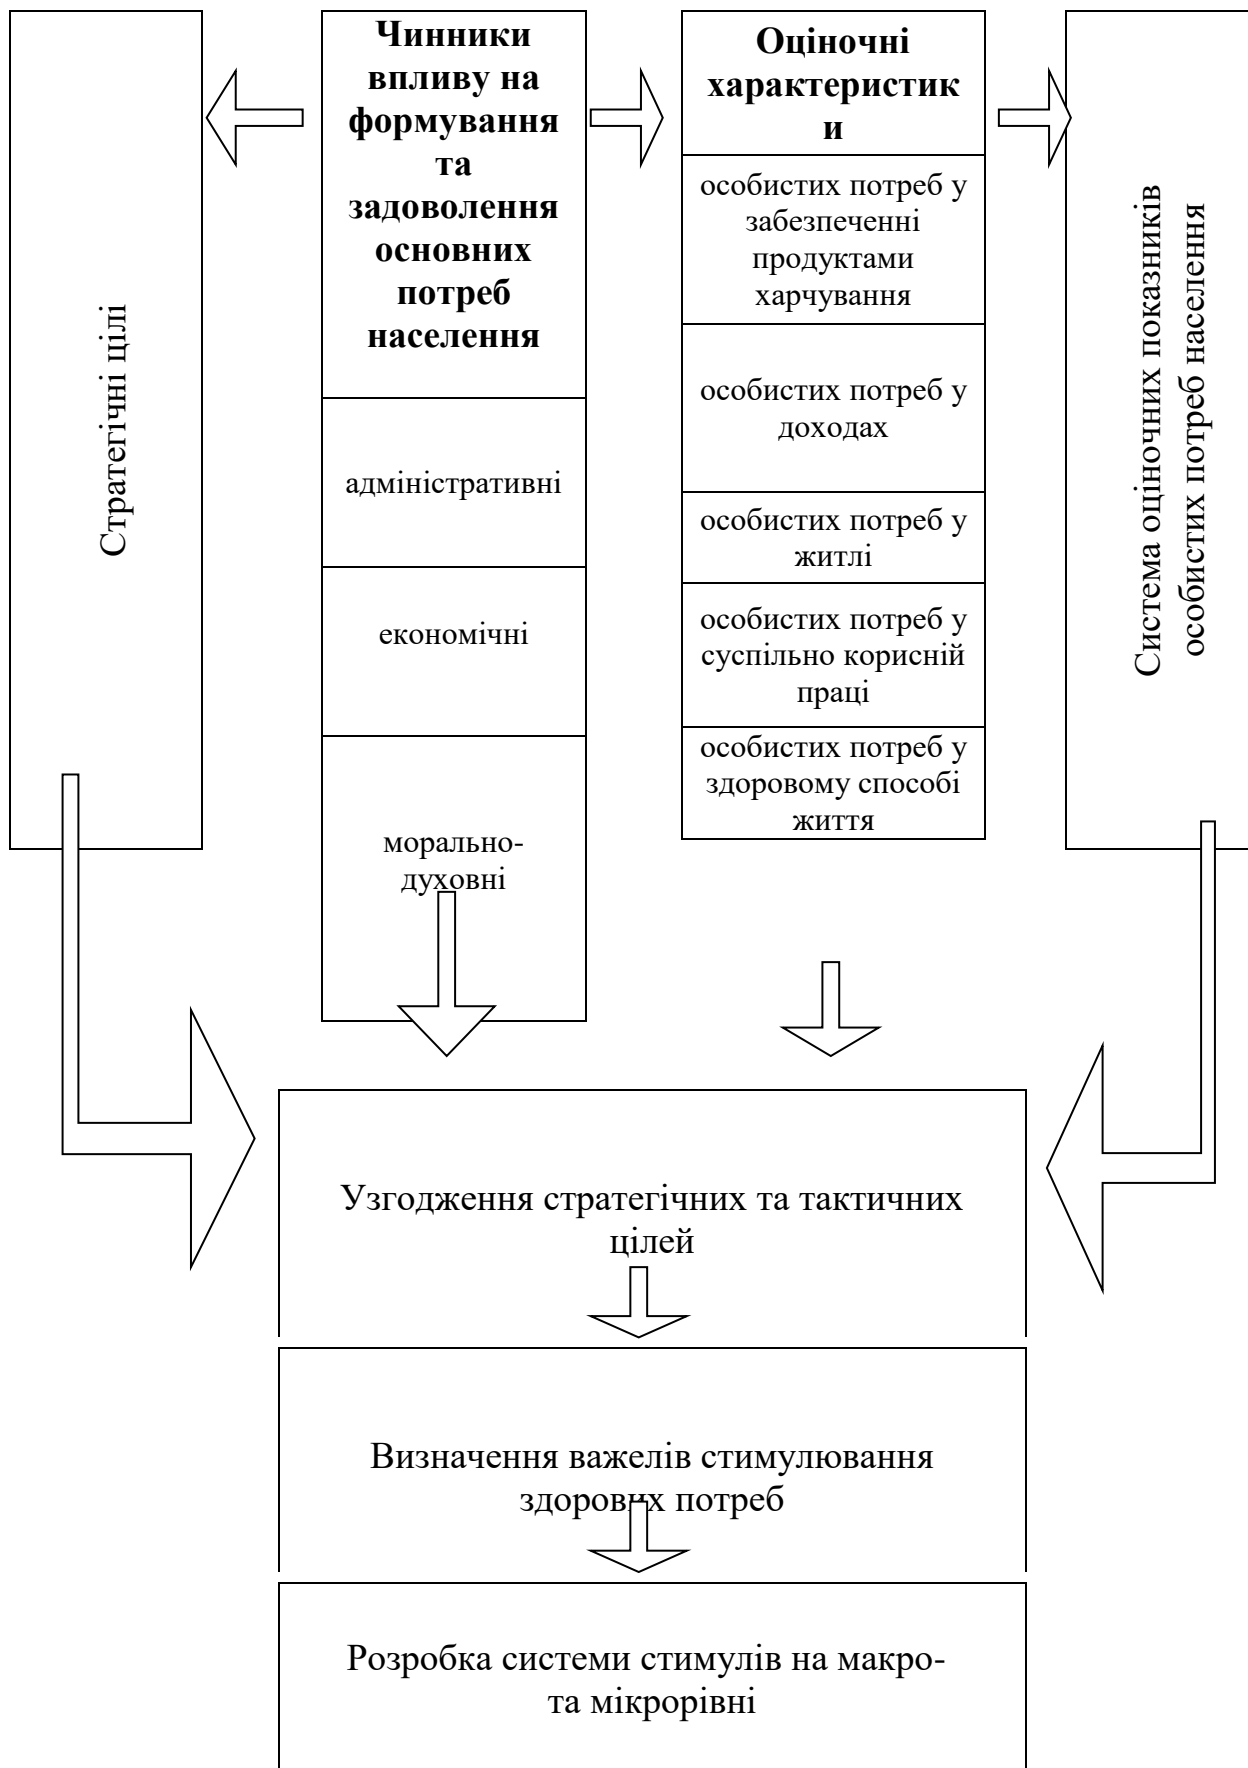 Стратегічні цілі
Чинники
впливу на
формування
та
задоволення
основних
потреб
населення
адміністративні
економічні
морально-
духовні
Оціночні
характеристик
и
особистих потреб у
забезпеченні
продуктами
харчування
особистих потреб у
доходах
особистих потреб у
житлі
особистих потреб у
суспільно корисній
праці
особистих потреб у
здоровому способі
життя
Система оціночних показників
особистих потреб населення
Узгодження стратегічних та тактичних
цілей
Визначення важелів стимулювання
здорових потреб
Розробка системи стимулів на макро-
та мікрорівні